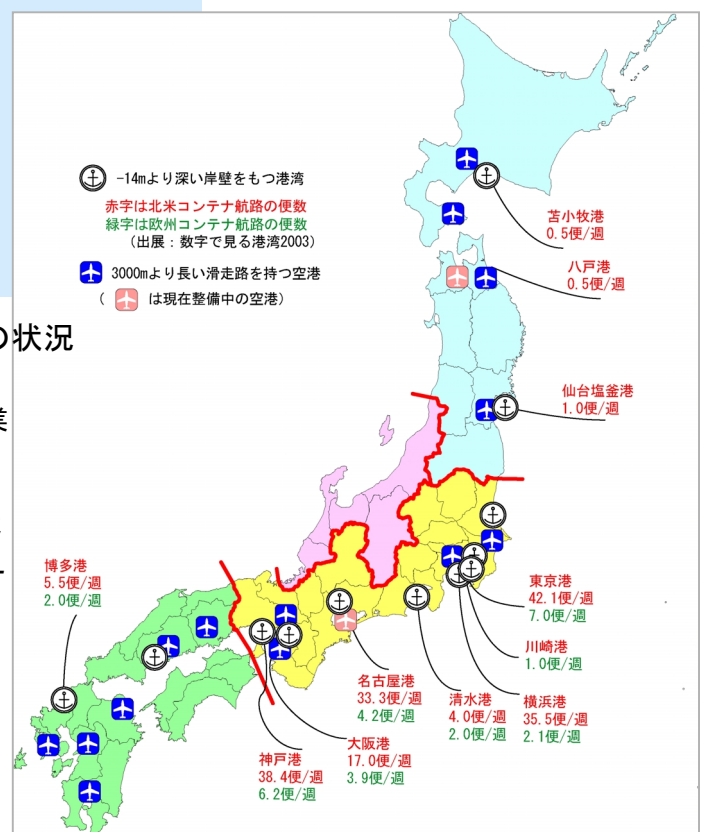 -14mより深い岸壁をもつ港湾
赤字は北米コンテナ航路の便数
緑字は欧州コンテナ航路の便数
(出展：数字で見る港湾2003)
3000mより長い滑走路を持つ空港
( は現在整備中の空港)
の状況
業
苫小牧港
0.5便/週
八戸港
0.5便/週
仙台塩釜港
1.0便/週
博多港
5.5便/週
2.0便/週
東京港
42.1便/週
7.0便/週
川崎港
1.0便/週
横浜港
35.5便/週
2.1便/週
清水港
4.0便/週
2.0便/週
名古屋港
33.3便/週
4.2便/週
大阪港
17.0便/週
3.9便/週
神戸港
38.4便/週
6.2便/週